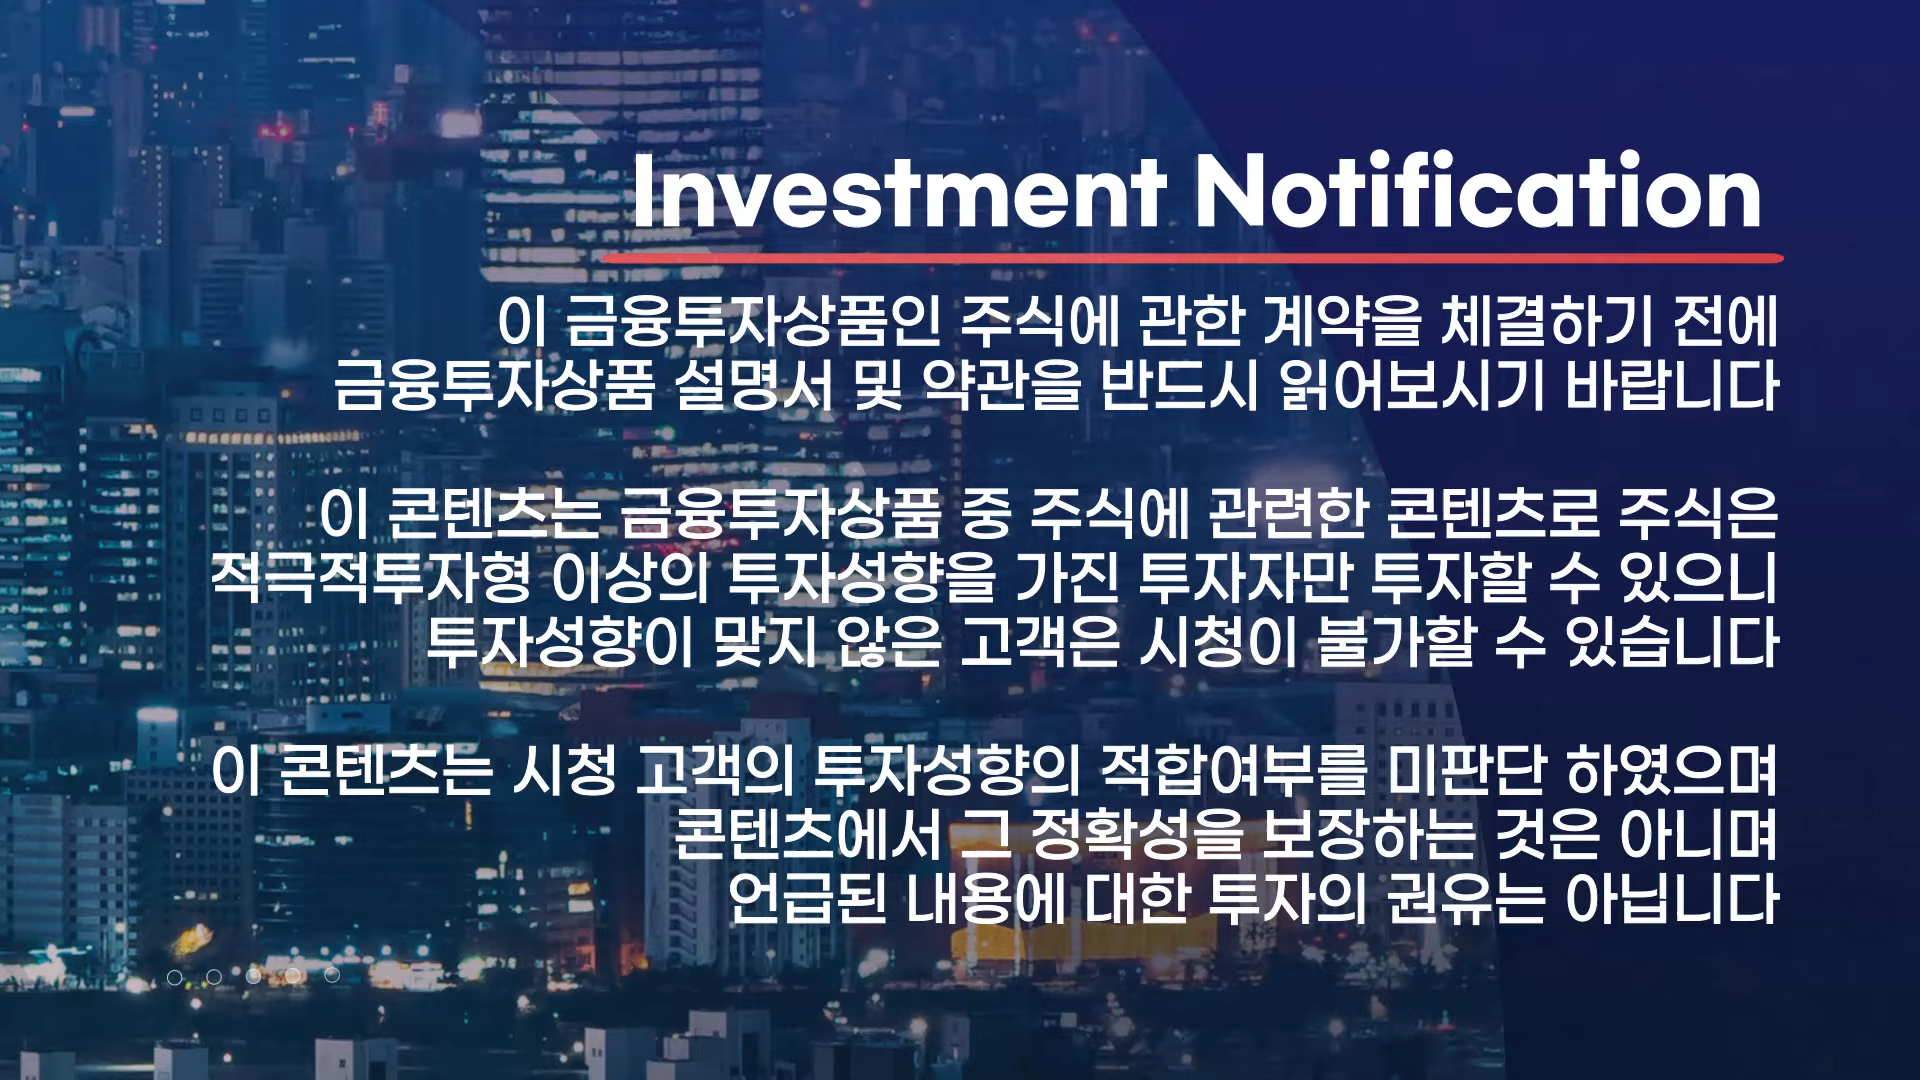 Investment Notification
이 금융투자상품인 주식에 관한 계약을 체결하기 전에
금융투자상품 설명서 및 약관을 반드시 읽어보시기 바랍니다
이 콘텐츠는 금융투자상품 중 주식에 관련한 콘텐츠로 주식은
적극적투자형 이상의 투자성향을 가진 투자자만 투자할 수 있으니
투자성향이 맞지 않은 고객은 시청이 불가할 수 있습니다
이 콘텐츠는 시청 고객의 투자성향의 적합여부를 미판단 하였으며
콘텐츠에서 그 정확성을 보장하는 것은 아니며
언급된 내용에 대한 투자의 권유는 아닙니다